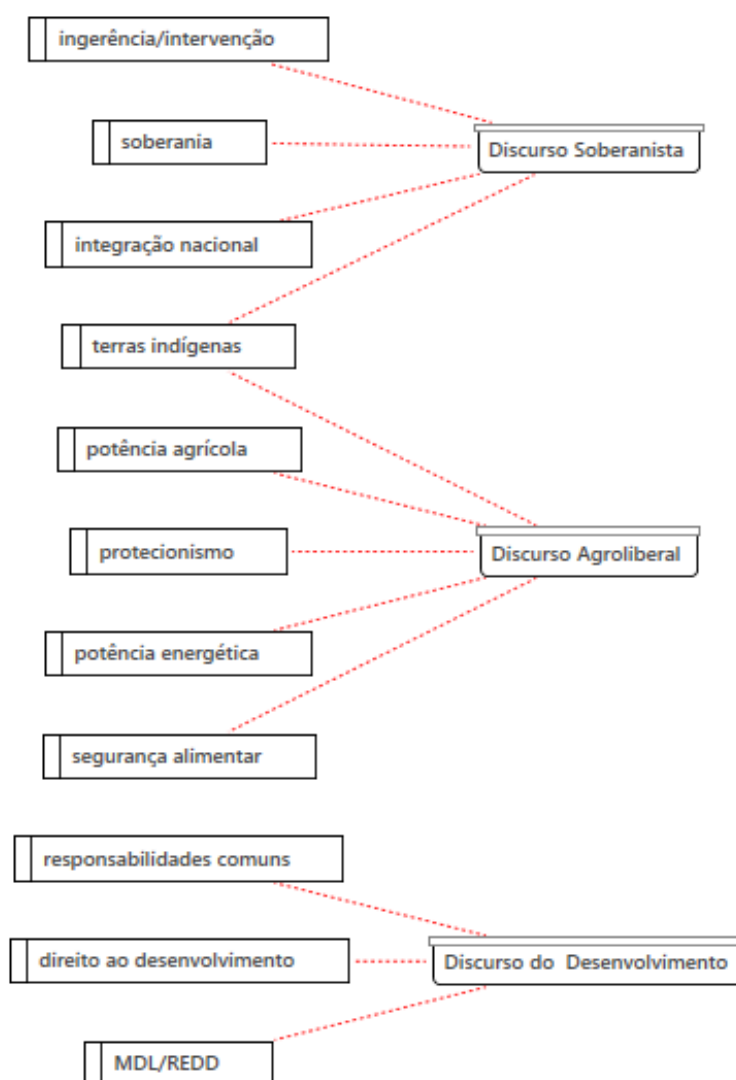 ingerência/intervenção
soberania
Discurso Soberanista
integração nacional
terras indígenas
potência agrícola
protecionismo
Discurso Agroliberal
potência energética
segurança alimentar
responsabilidades comuns
direito ao desenvolvimento
Discurso do Desenvolvimento
MDL/REDD